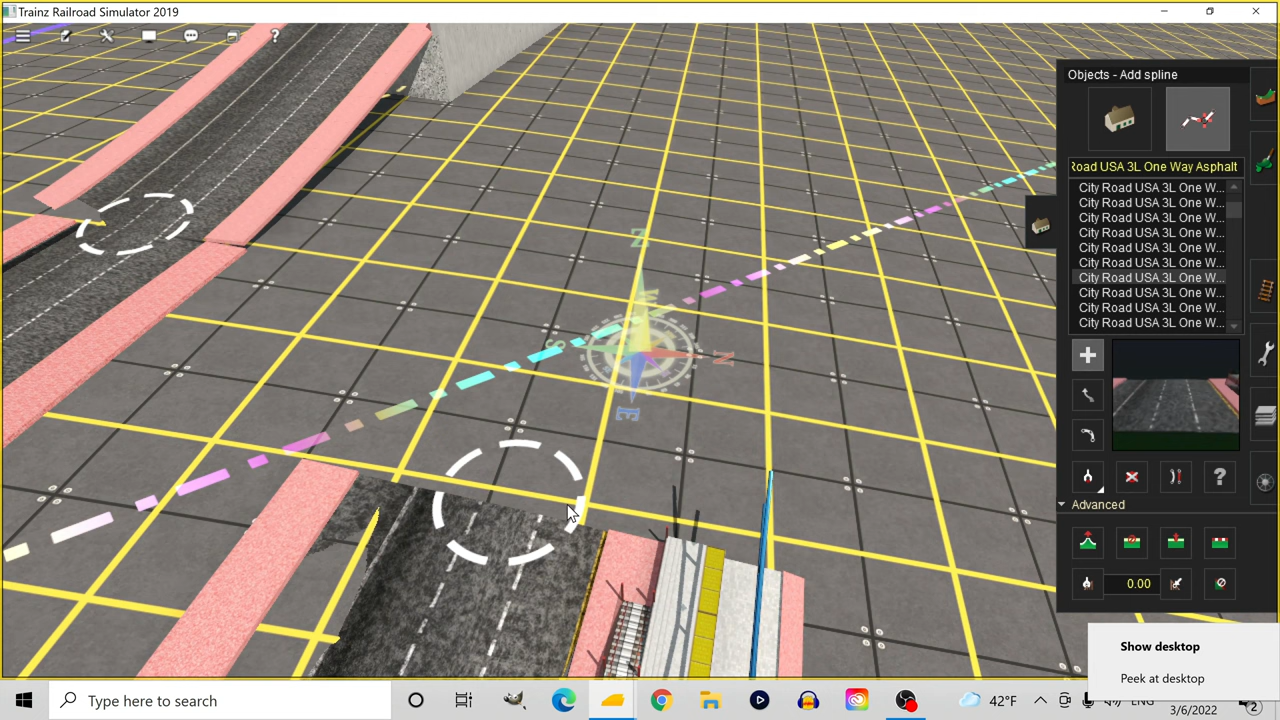 Trainz Railroad Simulator 2019
Objects - Add spline
Road USA 3L One Way Asphalt
City Road USA 3L One W...
City Road USA 3L One W...
City Road USA 3L One W...
City Road USA 3L One W...
City Road USA 3L One W...
City Road USA 3L One W...
City Road USA 3L One W...
City Road USA 3L One W...
City Road USA 3L One W...
City Road USA 3L One W...
Z
W
S
N
E
Advanced
0.00
Show desktop
Peek at desktop
Type here to search
42°F
ENG
3/6/2022
2